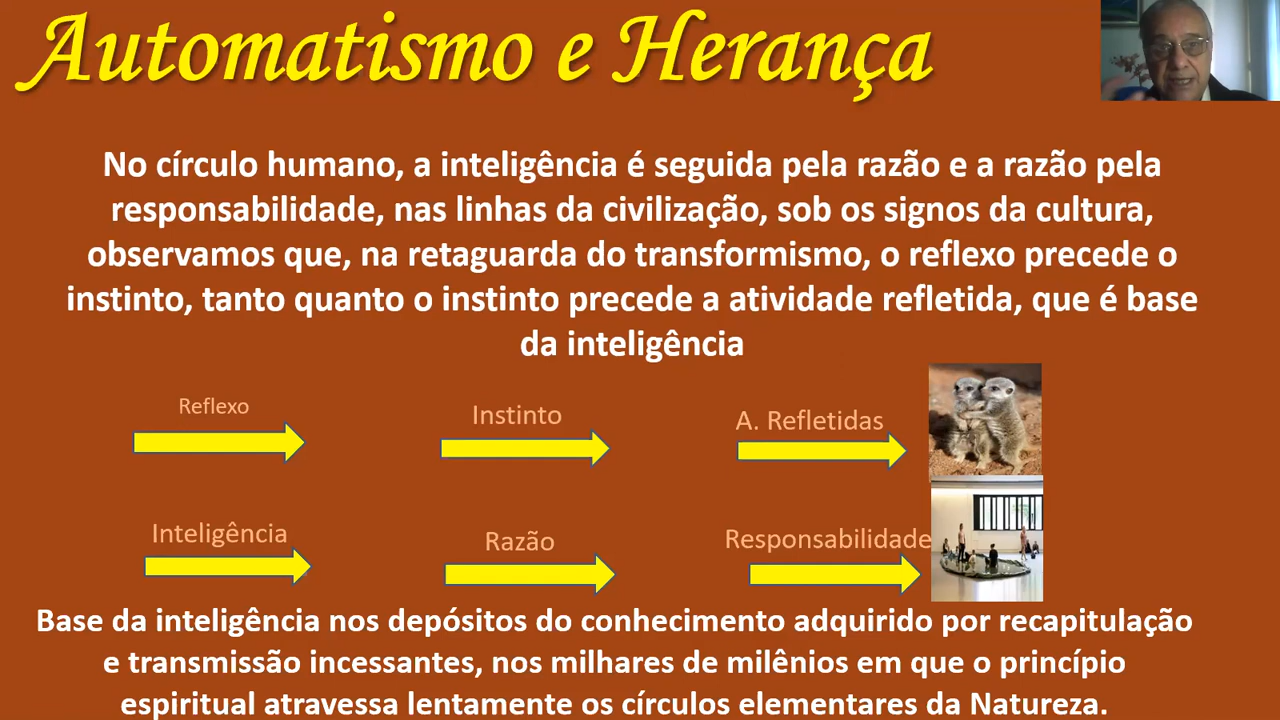 Automatismo e Herança
No círculo humano, a inteligência é seguida pela razão e a razão pela
responsabilidade, nas linhas da civilização, sob os signos da cultura,
observamos que, na retaguarda do transformismo, o reflexo precede o
instinto, tanto quanto o instinto precede a atividade refletida, que é base
da inteligência
Reflexo
Instinto
A. Refletidas
Inteligência
Razão
Responsabilidade
Base da inteligência nos depósitos do conhecimento adquirido por recapitulação
e transmissão incessantes, nos milhares de milênios em que o princípio
espiritual atravessa lentamente os círculos elementares da Natureza.